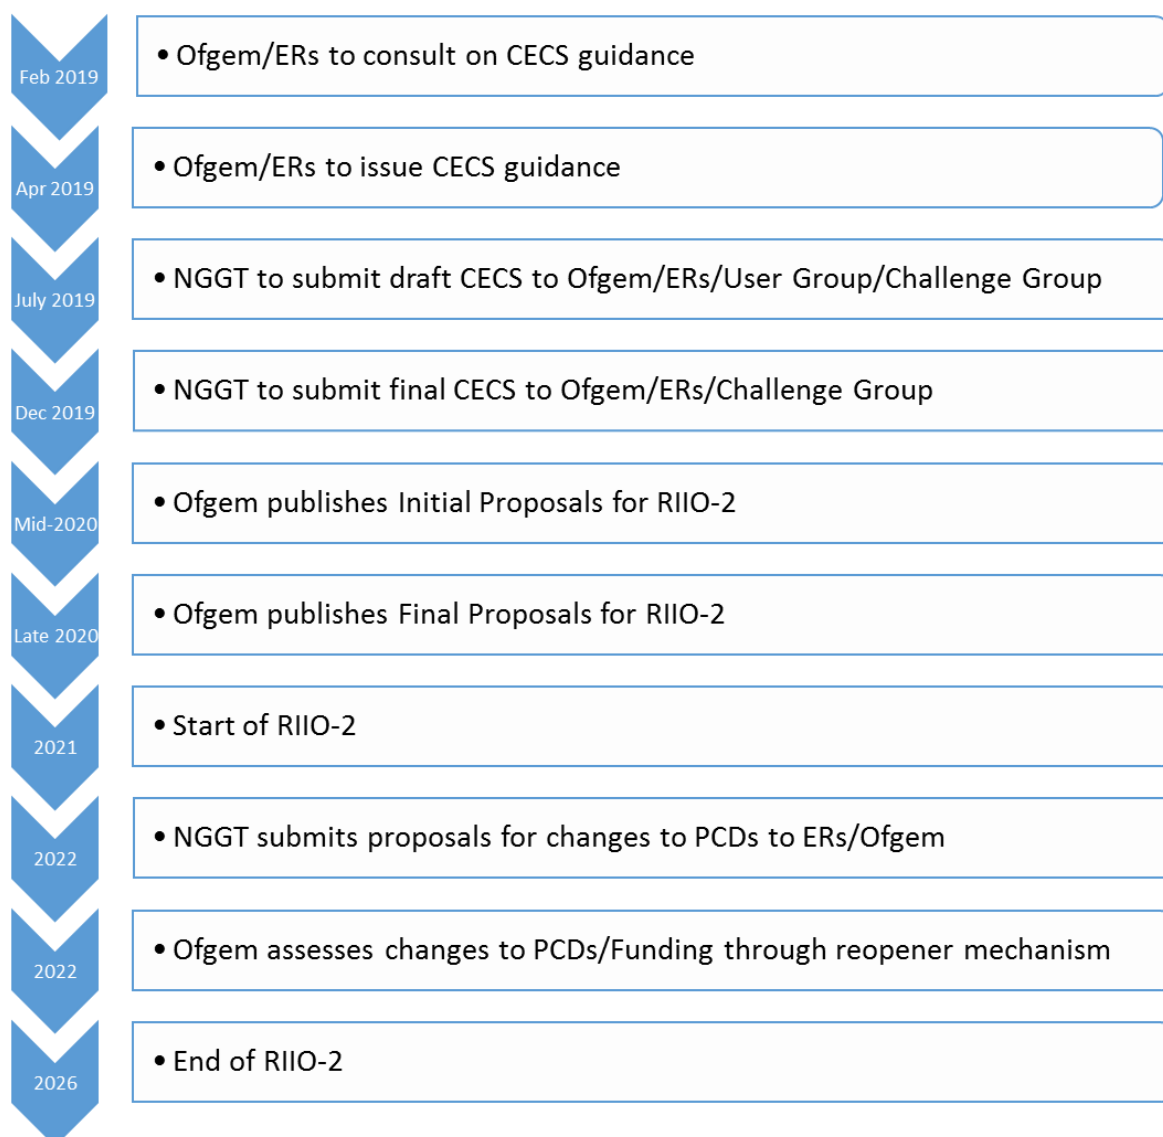 Feb 2019
• Ofgem/ERs to consult on CECS guidance
Apr 2019
• Ofgem/ERs to issue CECS guidance
July 2019
• NGGT to submit draft CECS to Ofgem/ERs/User Group/Challenge Group
Dec 2019
• NGGT to submit final CECS to Ofgem/ERs/Challenge Group
Mid-2020
• Ofgem publishes Initial Proposals for RIIO-2
Late 2020
• Ofgem publishes Final Proposals for RIIO-2
2021
• Start of RIIO-2
2022
• NGGT submits proposals for changes to PCDs to ERs/Ofgem
2022
• Ofgem assesses changes to PCDs/Funding through reopener mechanism
2026
• End of RIIO-2